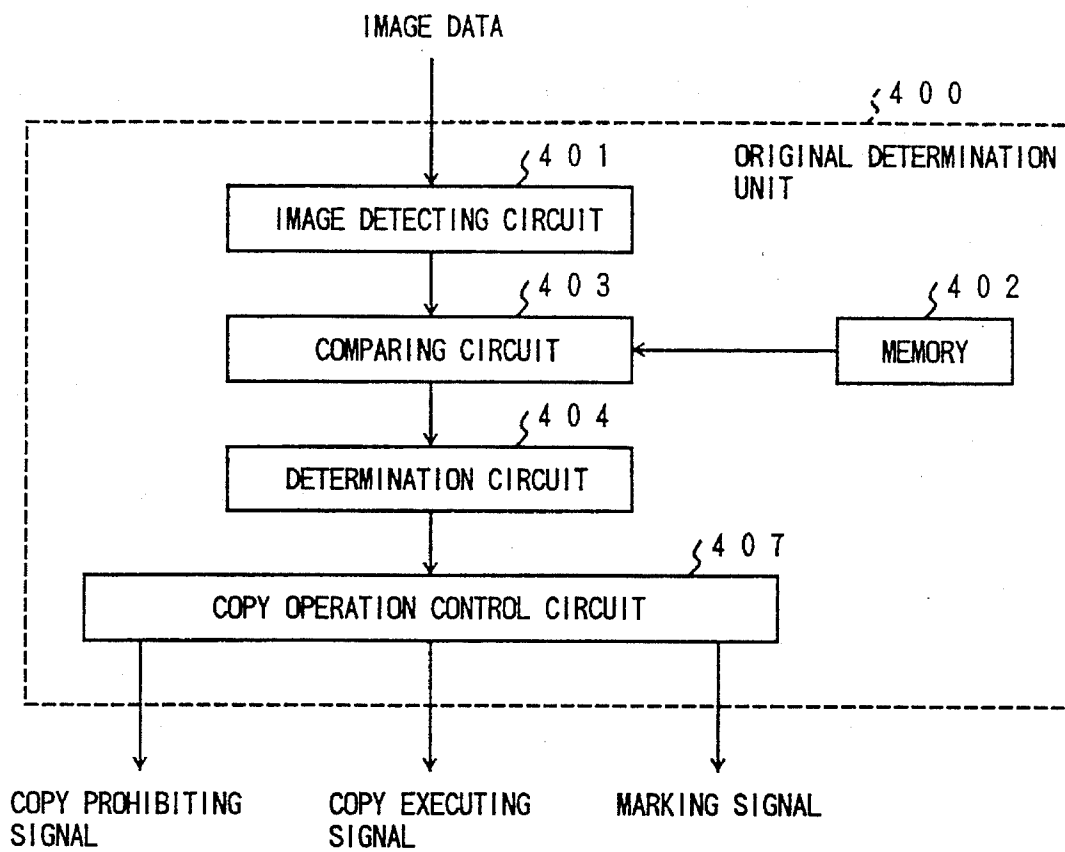 IMAGE DATA
400
ORIGINAL DETERMINATION
UNIT
401
IMAGE DETECTING CIRCUIT
403
COMPARING CIRCUIT
402
MEMORY
404
DETERMINATION CIRCUIT
407
COPY OPERATION CONTROL CIRCUIT
COPY PROHIBITING
SIGNAL
COPY EXECUTING
SIGNAL
MARKING SIGNAL